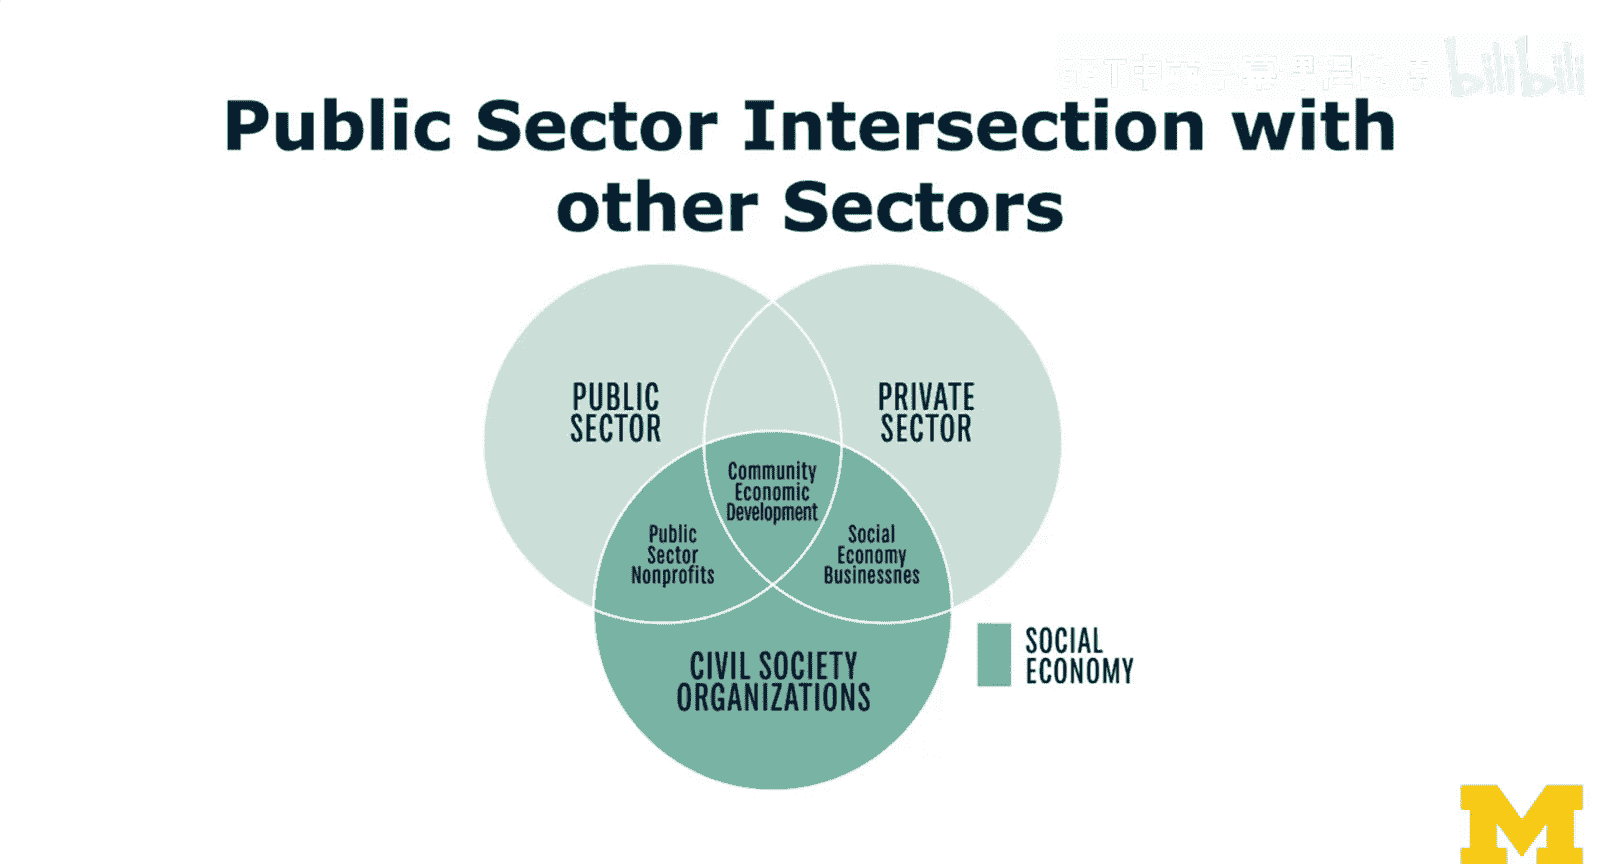 bilibili
Public Sector Intersection with
other Sectors
PUBLIC
SECTOR
PRIVATE
SECTOR
Community
Economic
Development
Public
Sector
Nonprofits
Social
Economy
Businessnes
CIVIL SOCIETY
ORGANIZATIONS
SOCIAL
ECONOMY
M